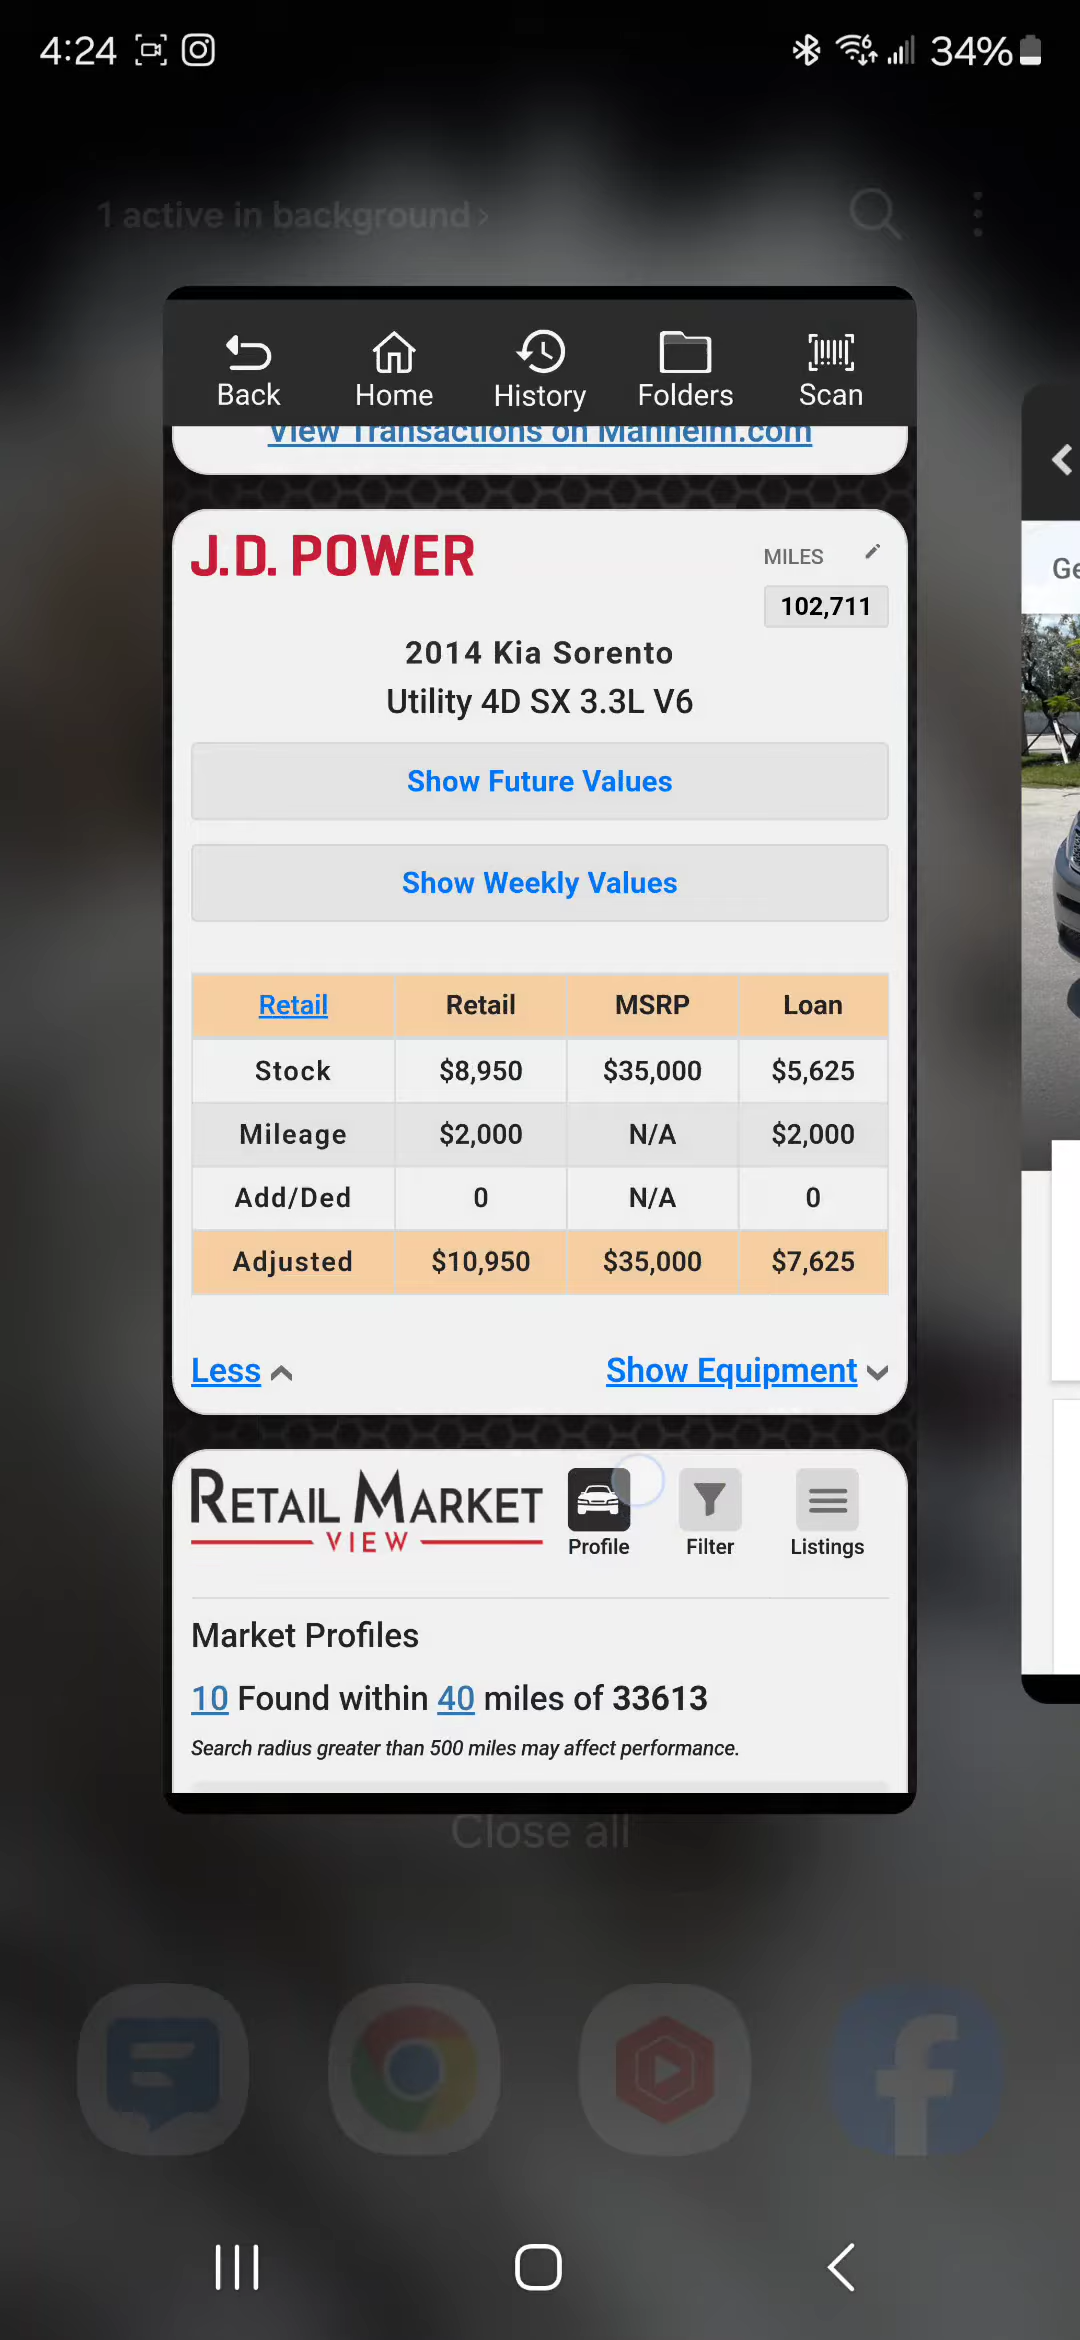 4:24 34%
1 active in background >
Back Home History Folders Scan
View Transactions on Manheim.com
J.D. POWER
MILES
102,711
2014 Kia Sorento
Utility 4D SX 3.3L V6
Show Future Values
Show Weekly Values
Retail Retail MSRP Loan
Stock $8,950 $35,000 $5,625
Mileage $2,000 N/A $2,000
Add/Ded 0 N/A 0
Adjusted $10,950 $35,000 $7,625
Less Show Equipment
RETAIL MARKET
VIEW
Profile Filter Listings
Market Profiles
10 Found within 40 miles of 33613
Search radius greater than 500 miles may affect performance.
Close all